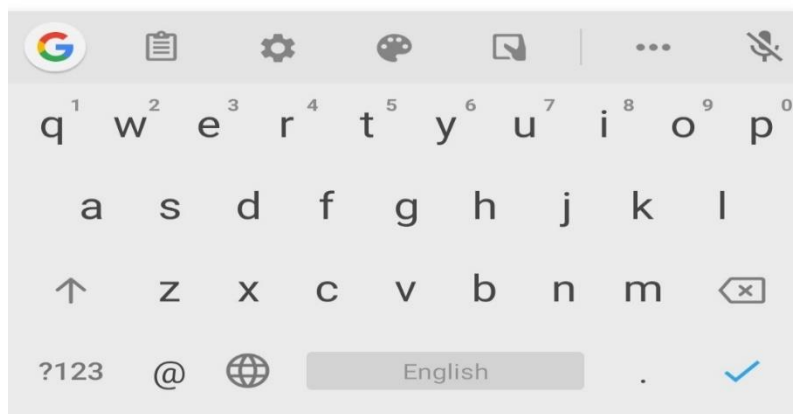 G
q1 w2 e3 r4 t5 y6 u7 i8 o9 p0
a s d f g h j k l
z x c v b n m
?123 @ English .